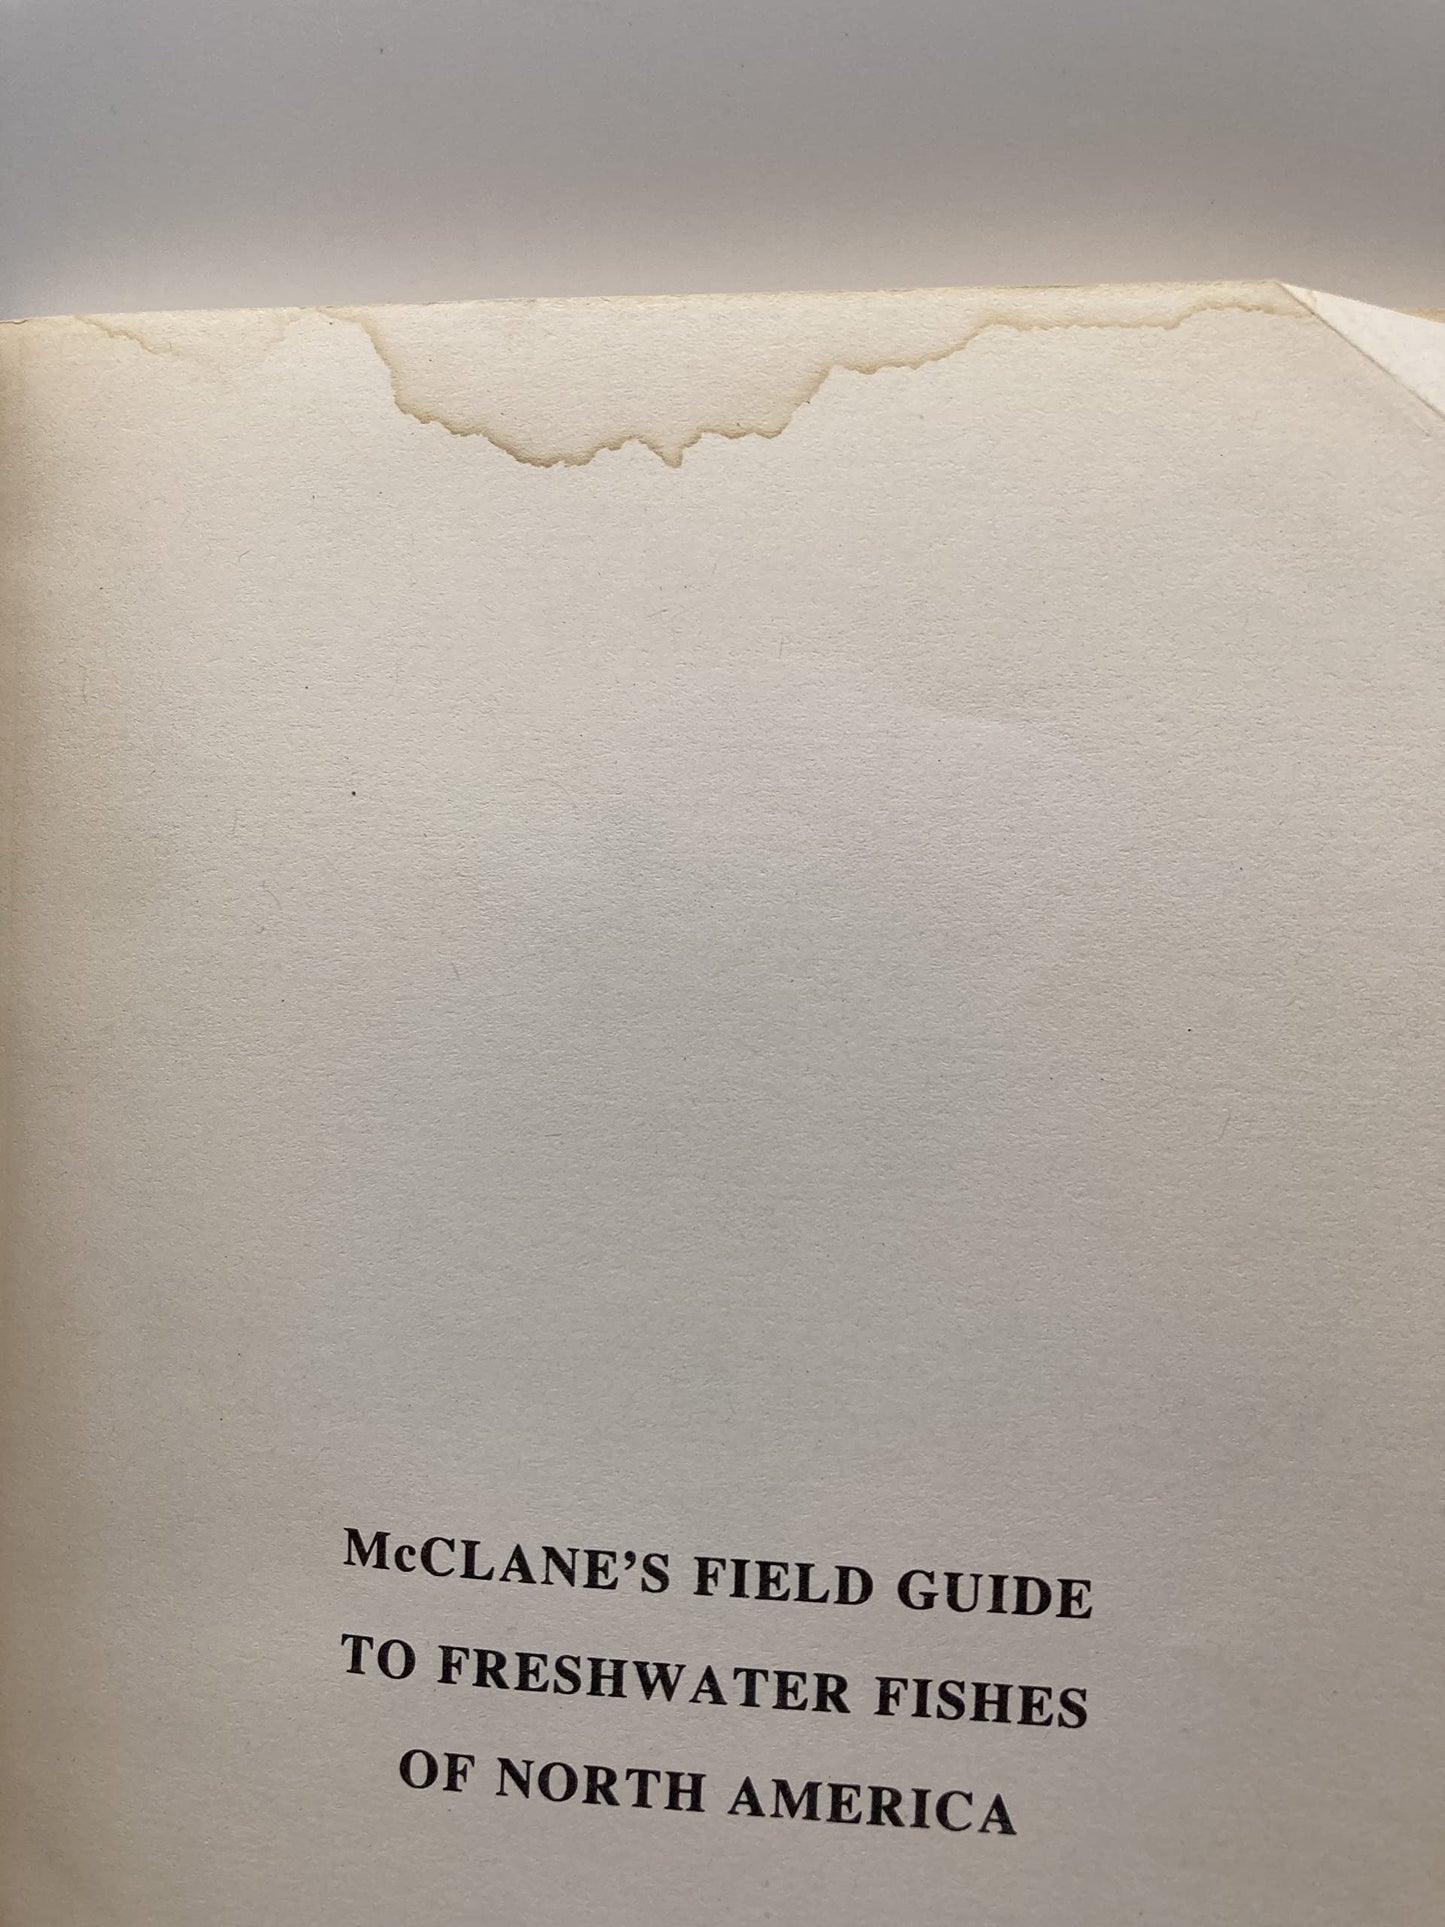 McCLANE’S FIELD GUIDE
TO FRESHWATER FISHES
OF NORTH AMERICA